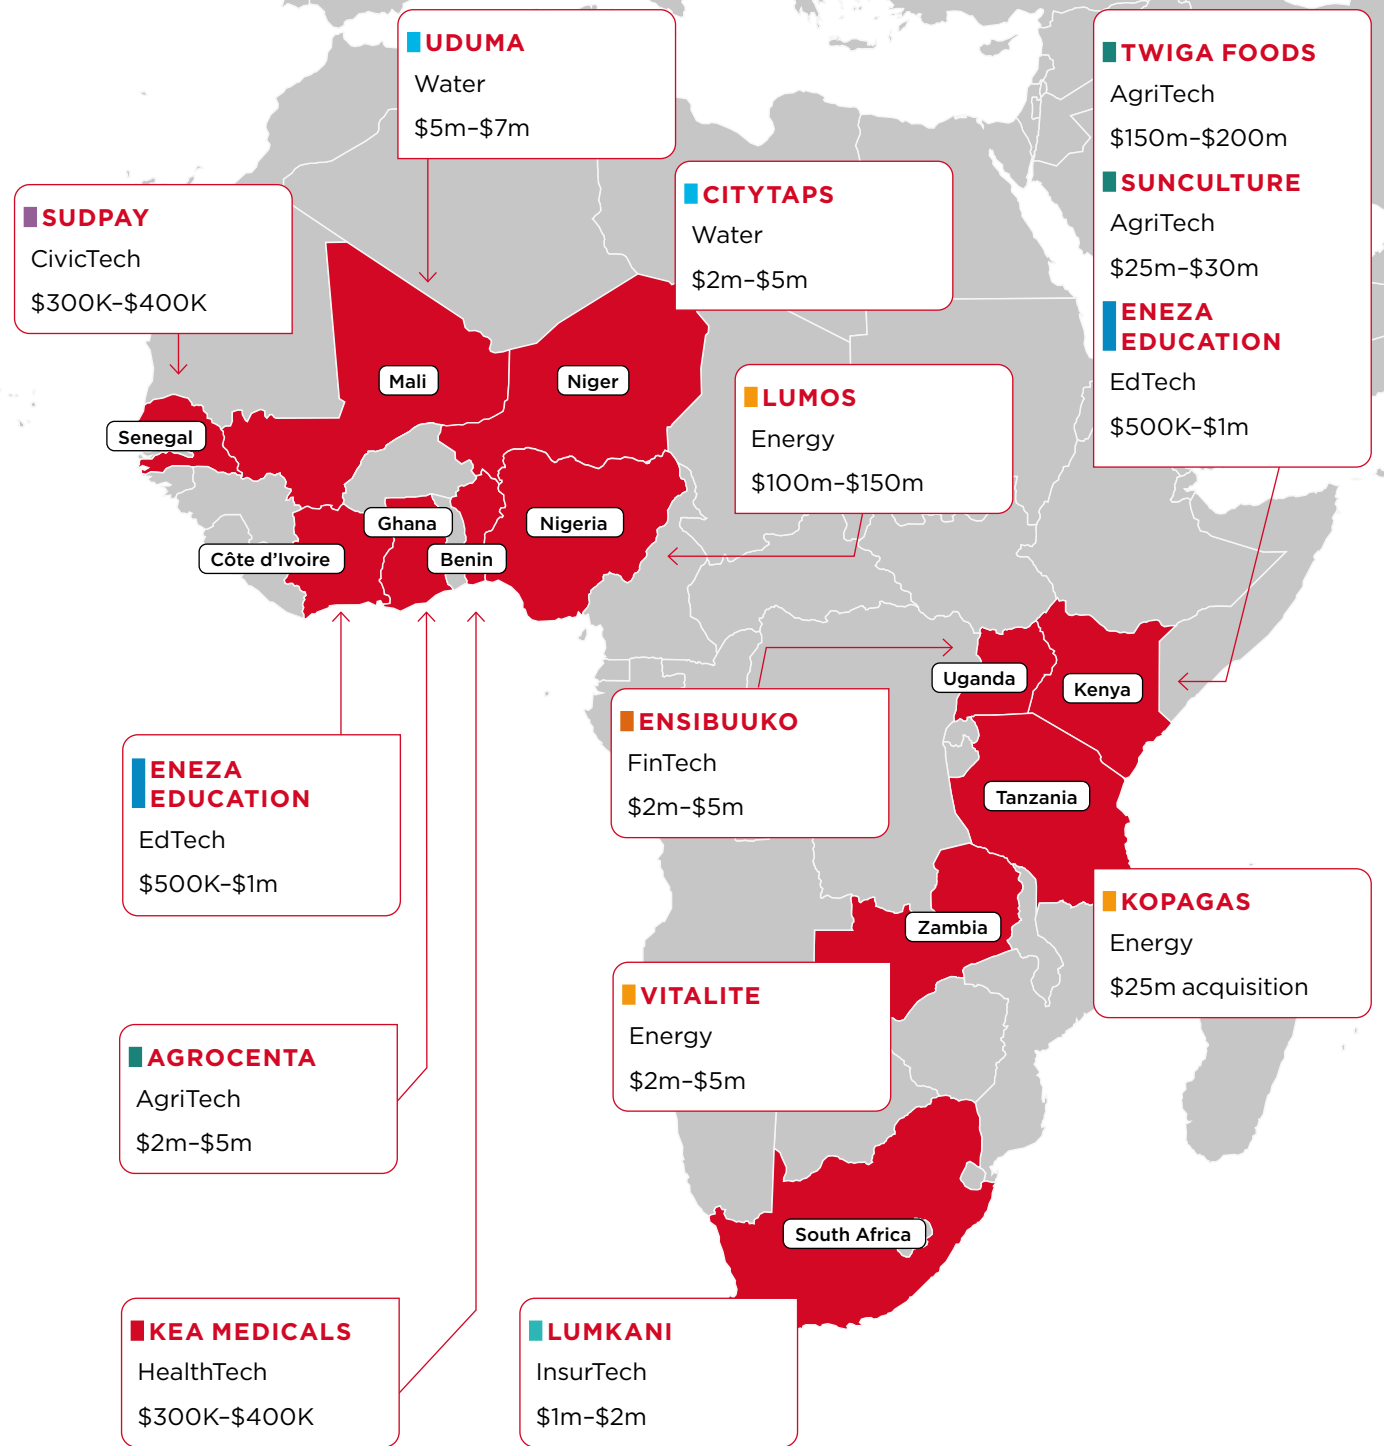 UDUMA
Water
$5m–$7m
TWIGA FOODS
AgriTech
$150m–$200m
SUNCULTURE
AgriTech
$25m–$30m
ENEZA
EDUCATION
EdTech
$500K–$1m
SUDPAY
CivicTech
$300K–$400K
CITYTAPS
Water
$2m–$5m
LUMOS
Energy
$100m–$150m
Mali
Niger
Senegal
Ghana
Nigeria
Côte d’Ivoire
Benin
Uganda
Kenya
Tanzania
Zambia
South Africa
ENSIBUUKO
FinTech
$2m–$5m
ENEZA
EDUCATION
EdTech
$500K–$1m
KOPAGAS
Energy
$25m acquisition
VITALITE
Energy
$2m–$5m
AGROCENTA
AgriTech
$2m–$5m
KEA MEDICALS
HealthTech
$300K–$400K
LUMKANI
InsurTech
$1m–$2m